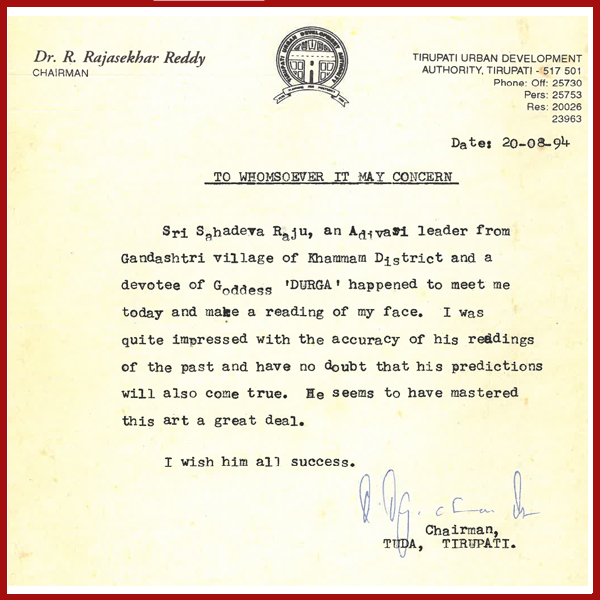 Dr. R. Rajasekhar Reddy
CHAIRMAN
TIRUPATI URBAN DEVELOPMENT AUTHORITY
TIRUPATI URBAN DEVELOPMENT
AUTHORITY, TIRUPATI - 517 501
Phone: Off: 25730
Pers: 25753
Res: 20026
23963
Date: 20-08-94
TO WHOMSOEVER IT MAY CONCERN
Sri Sahadeva Raju, an Adivasi leader from
Gandashtri village of Khammam District and a
devotee of Goddess 'DURGA' happened to meet me
today and make a reading of my face. I was
quite impressed with the accuracy of his readings
of the past and have no doubt that his predictions
will also come true. He seems to have mastered
this art a great deal.
I wish him all success.
Chairman,
TUDA, TIRUPATI.